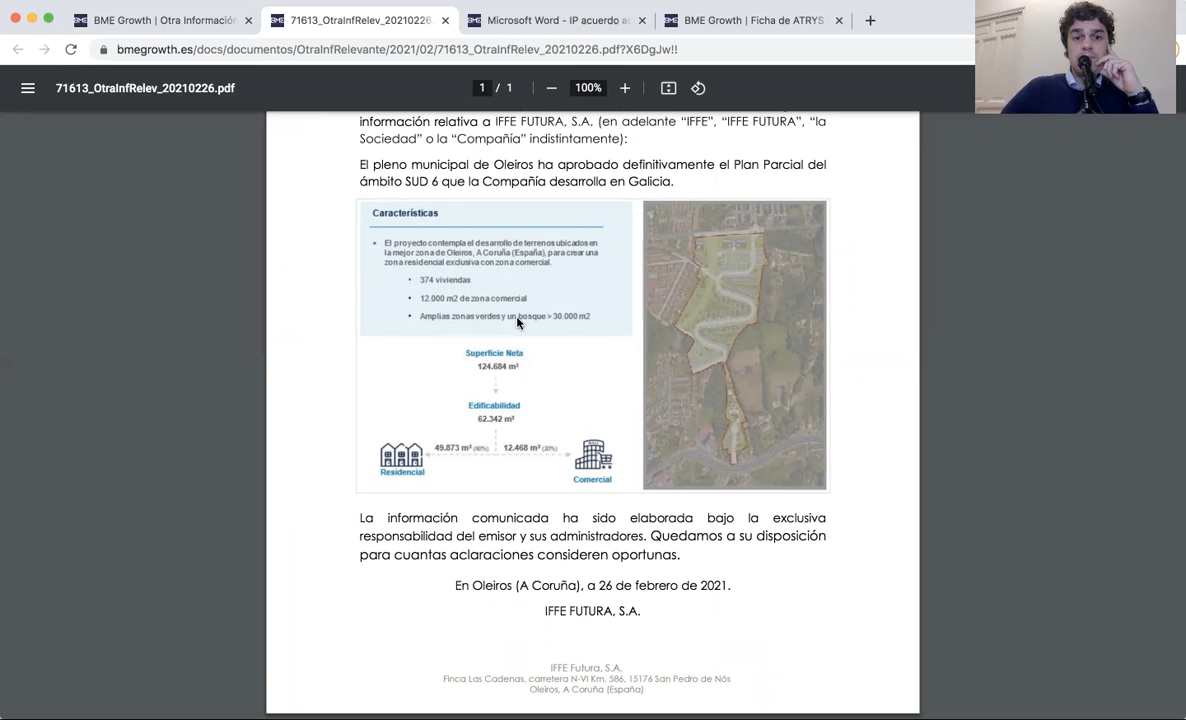 BME Growth | Otra Informació
71613_OtraInfRelev_20210226.
Microsoft Word - IP acuerdo a
BME Growth | Ficha de ATRYS
bmegrowth.es/docs/documentos/OtraInfRelevante/2021/02/71613_OtraInfRelev_20210226.pdf?X6DgJw!!
71613_OtraInfRelev_20210226.pdf
1 / 1
100%
información relativa a IFFE FUTURA, S.A. (en adelante “IFFE”, “IFFE FUTURA”, “la
Sociedad” o la “Compañía” indistintamente):
El pleno municipal de Oleiros ha aprobado definitivamente el Plan Parcial del
ámbito SUD 6 que la Compañía desarrolla en Galicia.
Características
• El proyecto contempla el desarrollo de terrenos ubicados en
la mejor zona de Oleiros, A Coruña (España), para crear una
zona residencial exclusiva con zona comercial.
• 374 viviendas
• 12.000 m2 de zona comercial
• Amplias zonas verdes y un bosque > 30.000 m2
Superficie Neta
124.684 m²
Edificabilidad
62.342 m²
49.873 m² (80%) 12.468 m² (20%)
Residencial
Comercial
La información comunicada ha sido elaborada bajo la exclusiva
responsabilidad del emisor y sus administradores. Quedamos a su disposición
para cuantas aclaraciones consideren oportunas.
En Oleiros (A Coruña), a 26 de febrero de 2021.
IFFE FUTURA, S.A.
IFFE Futura, S.A.
Finca Las Cadenas, carretera N-VI Km. 586, 15176 San Pedro de Nós
Oleiros, A Coruña (España)